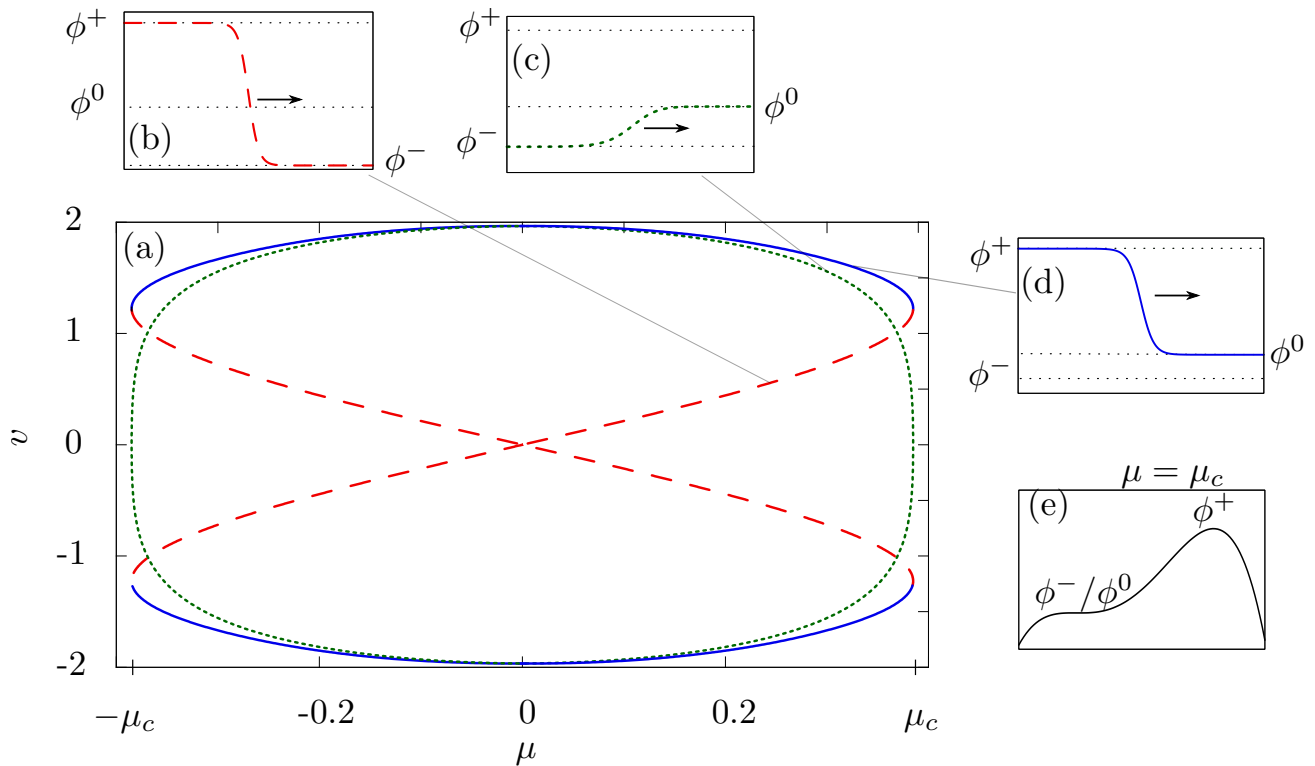 ϕ⁺
ϕ⁰
(b)
ϕ⁻
ϕ⁺
(c)
ϕ⁰
ϕ⁻
(a)
2
1
0
-1
-2
v
−μ_c
-0.2
0
0.2
μ_c
μ
ϕ⁺
(d)
ϕ⁻
ϕ⁰
μ = μ_c
(e)
ϕ⁺
ϕ⁻/ϕ⁰